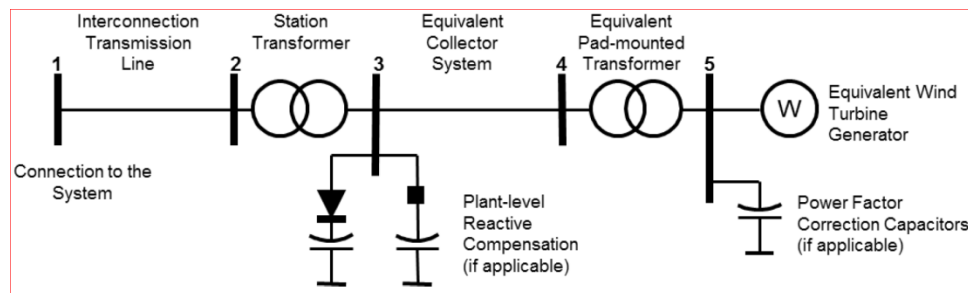 Interconnection
Transmission
Line
Station
Transformer
Equivalent
Collector
System
Equivalent
Pad-mounted
Transformer
1
2
3
4
5
W
Equivalent Wind
Turbine
Generator
Connection to the
System
Plant-level
Reactive
Compensation
(if applicable)
Power Factor
Correction Capacitors
(if applicable)